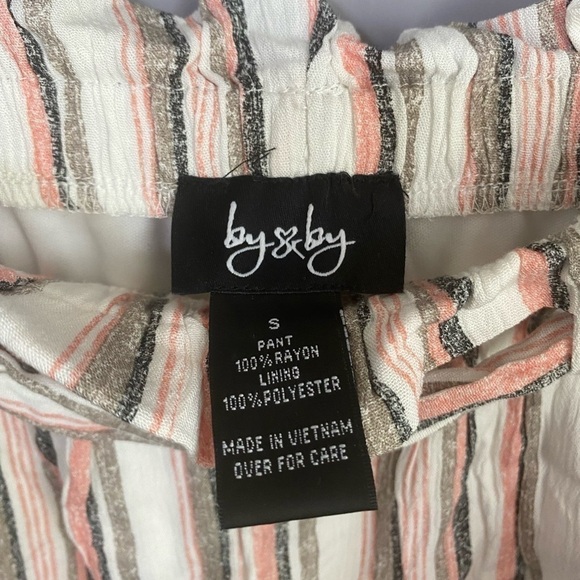 by&by
S
PANT
100% RAYON
LINING
100% POLYESTER
MADE IN VIETNAM
OVER FOR CARE